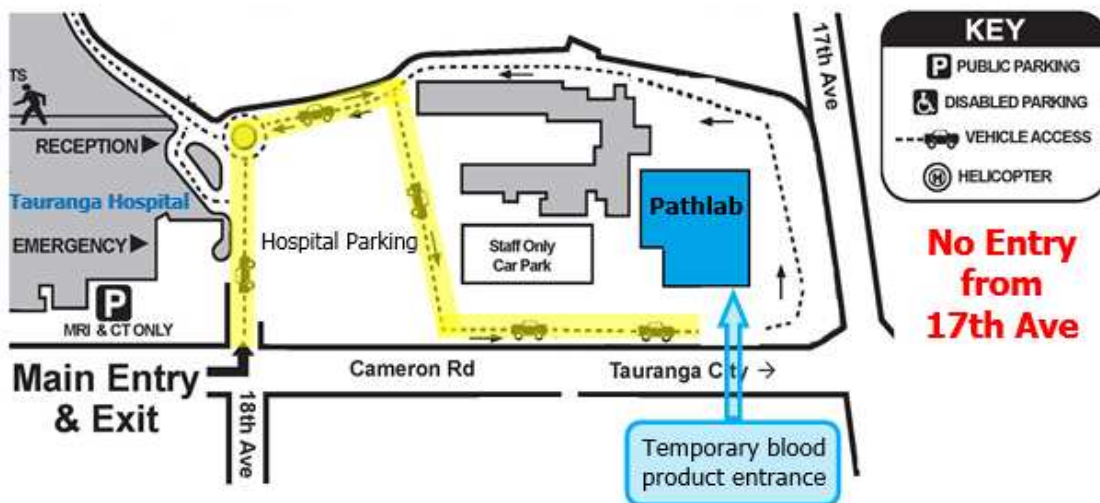 TS
RECEPTION
Tauranga Hospital
EMERGENCY
P
MRI & CT ONLY
Main Entry
& Exit
18th Ave
Hospital Parking
Cameron Rd
Tauranga City →
Staff Only
Car Park
Pathlab
Temporary blood
product entrance
17th Ave
KEY
P PUBLIC PARKING
DISABLED PARKING
VEHICLE ACCESS
H HELICOPTER
No Entry
from
17th Ave